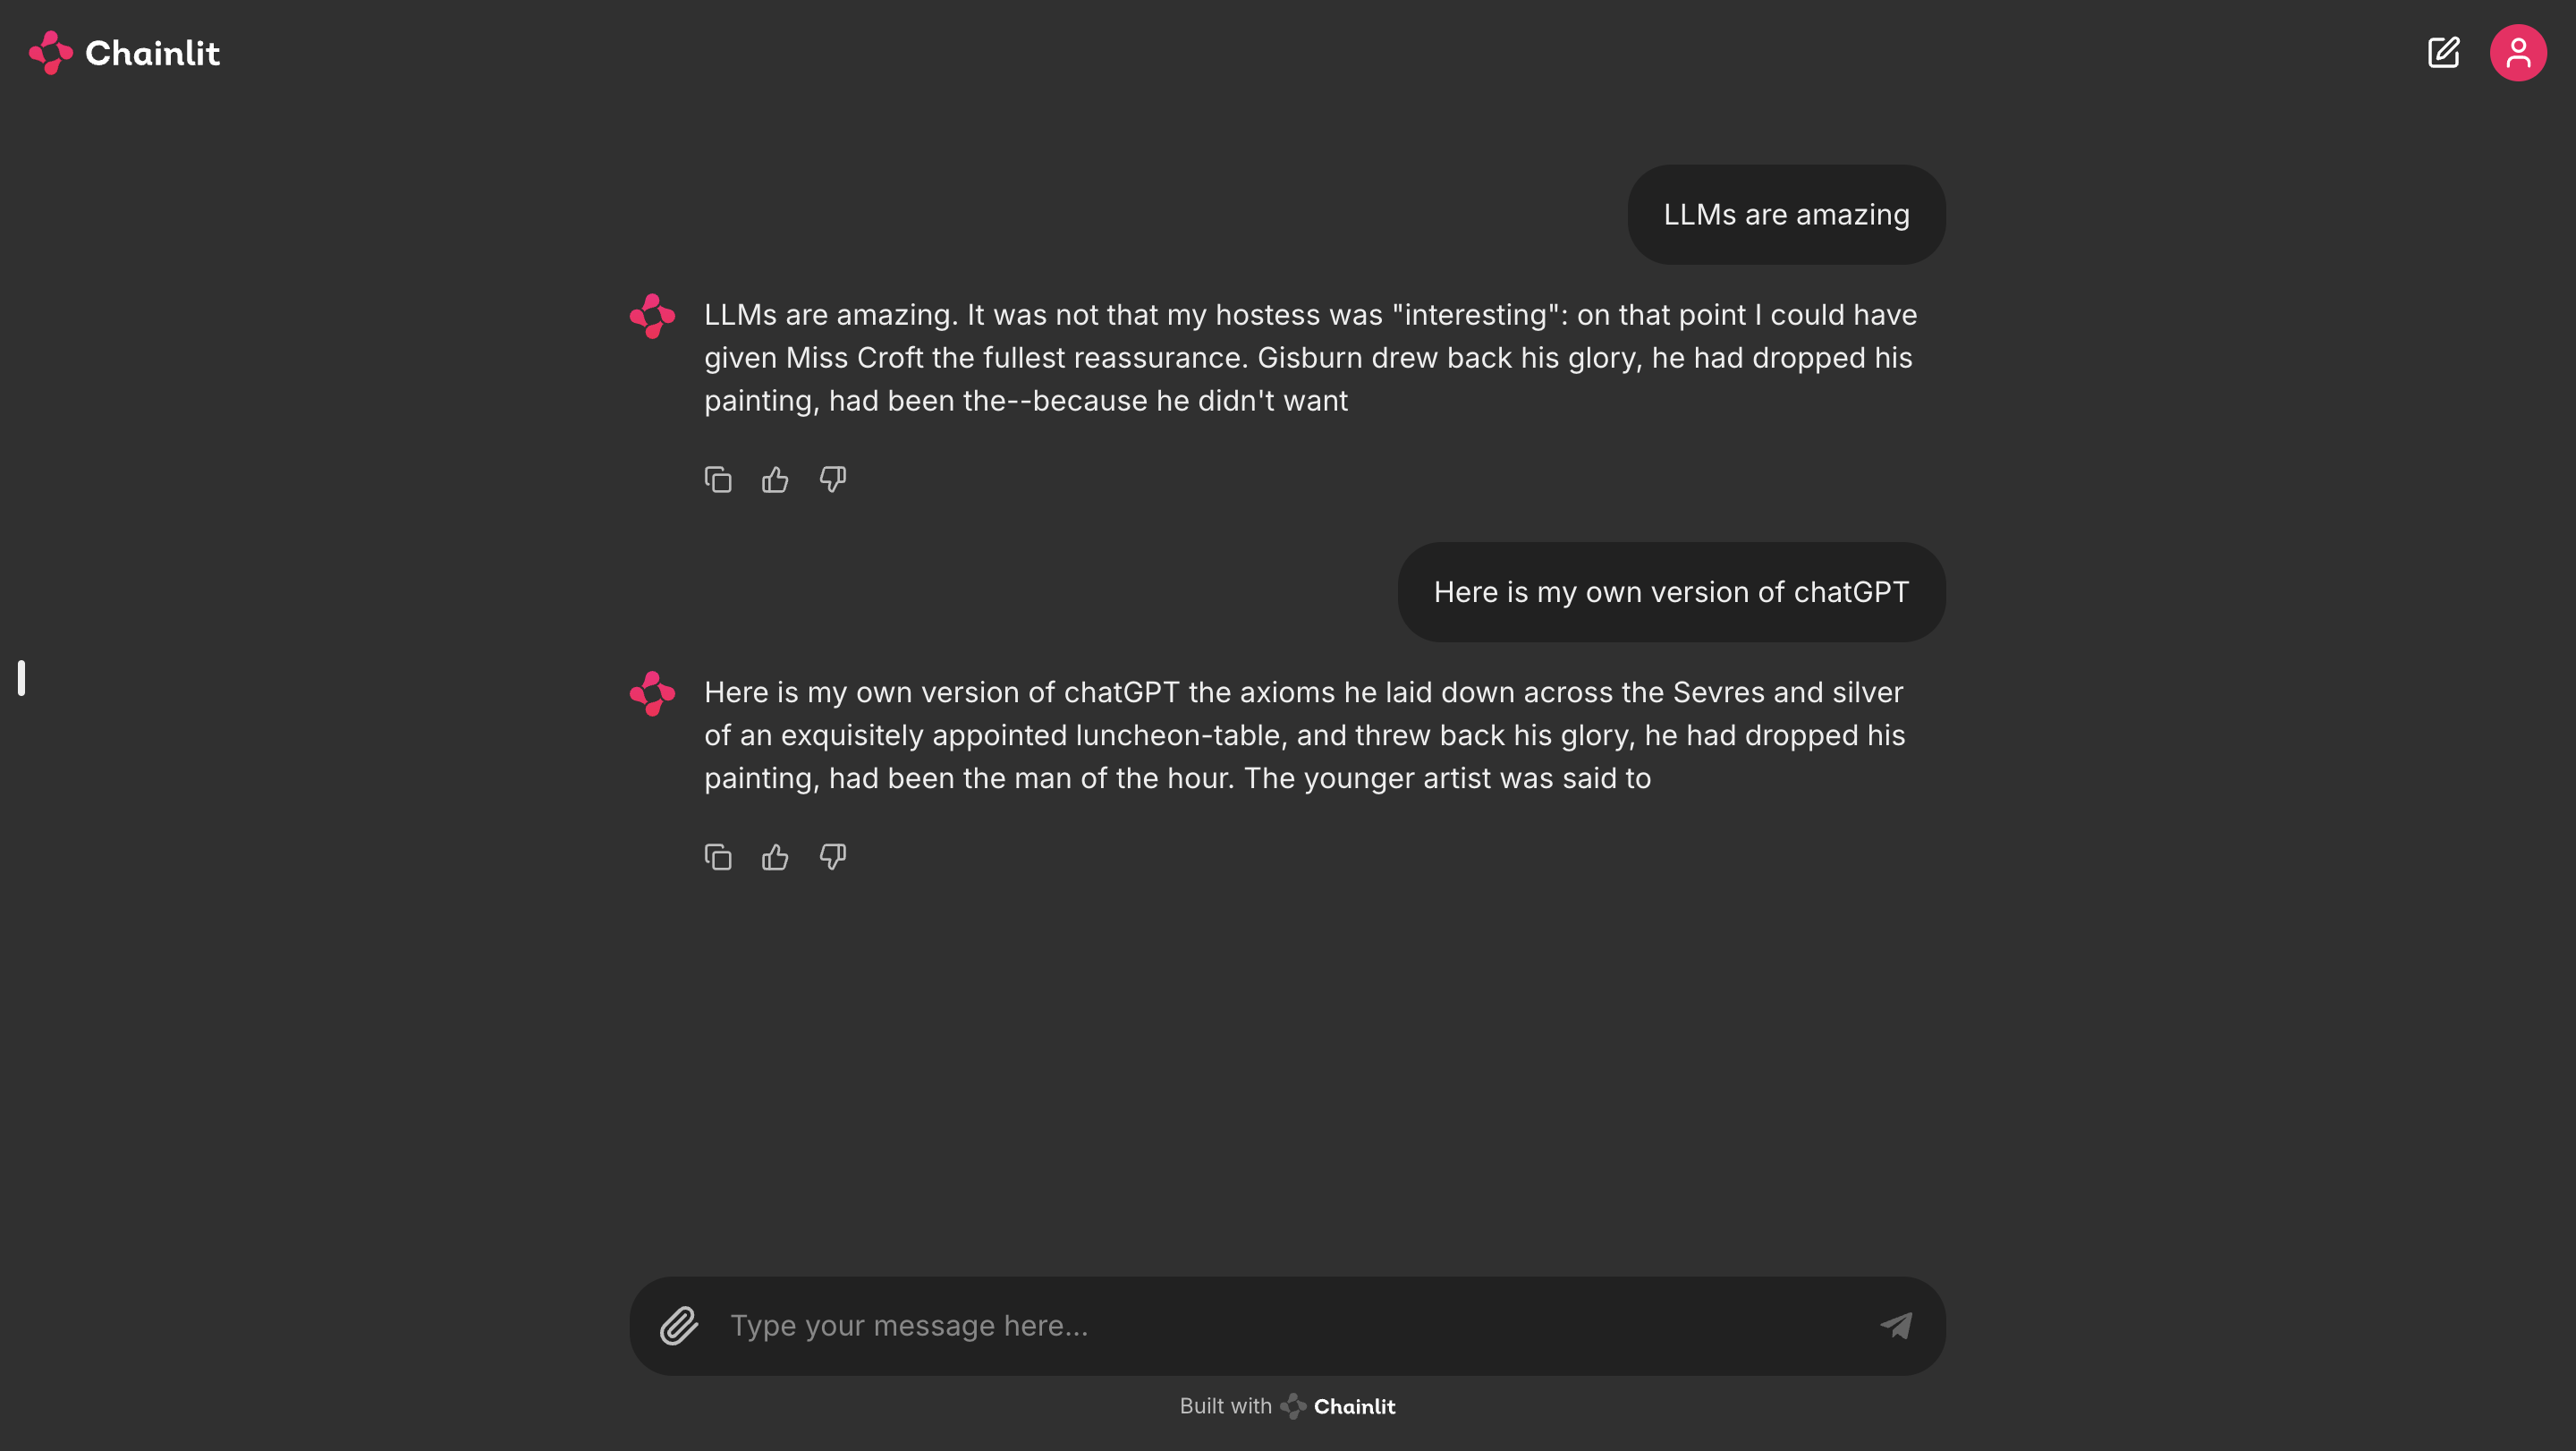 Chainlit
LLMs are amazing
LLMs are amazing. It was not that my hostess was "interesting": on that point I could have
given Miss Croft the fullest reassurance. Gisburn drew back his glory, he had dropped his
painting, had been the--because he didn't want
Here is my own version of chatGPT
Here is my own version of chatGPT the axioms he laid down across the Sevres and silver
of an exquisitely appointed luncheon-table, and threw back his glory, he had dropped his
painting, had been the man of the hour. The younger artist was said to
Type your message here...
Built with Chainlit